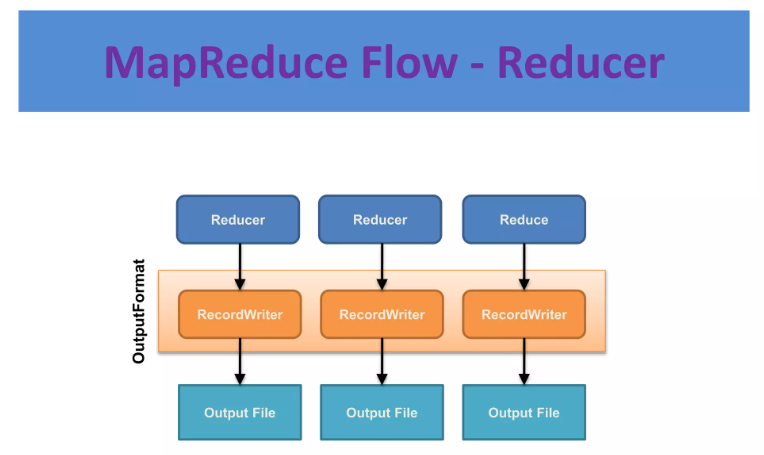 MapReduce Flow - Reducer
Reducer
Reducer
Reduce
OutputFormat
RecordWriter
RecordWriter
RecordWriter
Output File
Output File
Output File